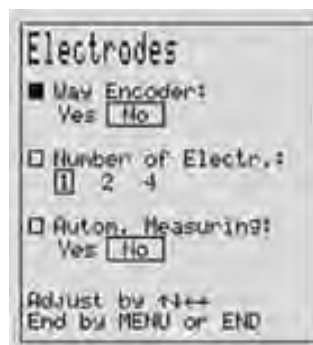 Electrodes
■ Way Encoder:
Yes No
□ Number of Electr.:
1 2 4
□ Autom. Measuring:
Yes No
Adjust by ↑↓←→
End by MENU or END